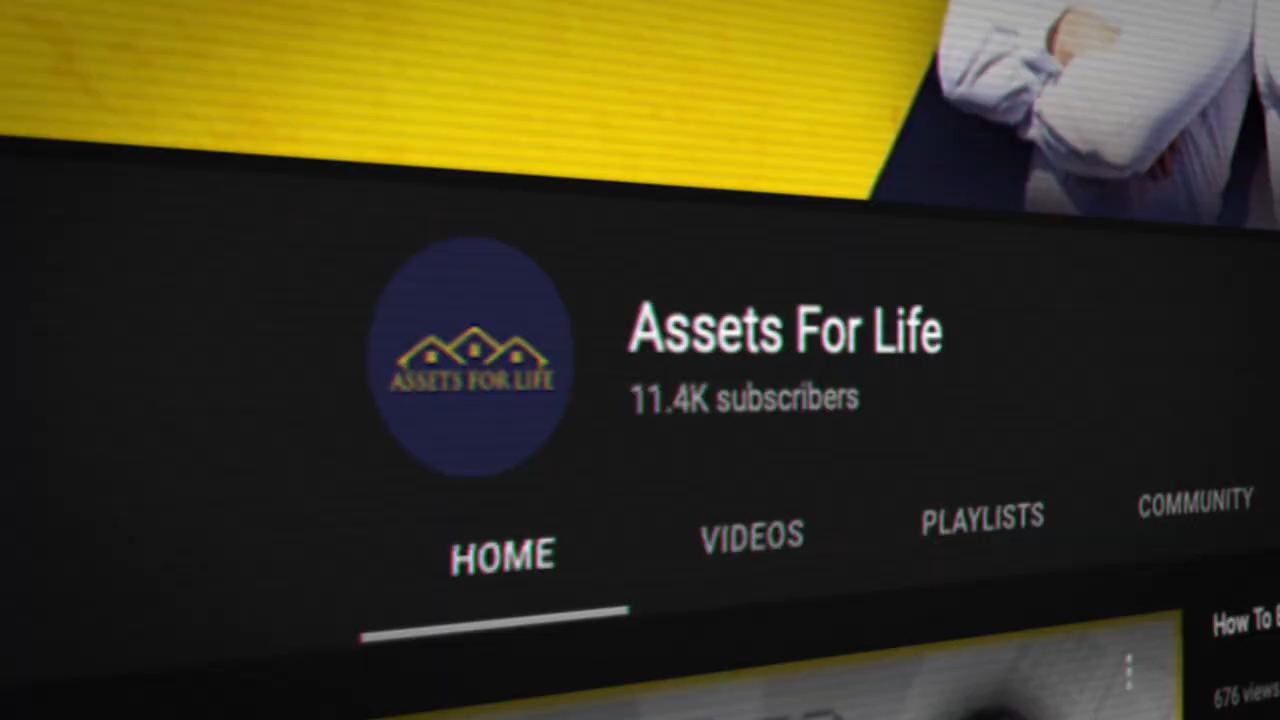 Assets For Life
11.4K subscribers
ASSETS FOR LIFE
HOME
VIDEOS
PLAYLISTS
COMMUNITY
How To
676 views